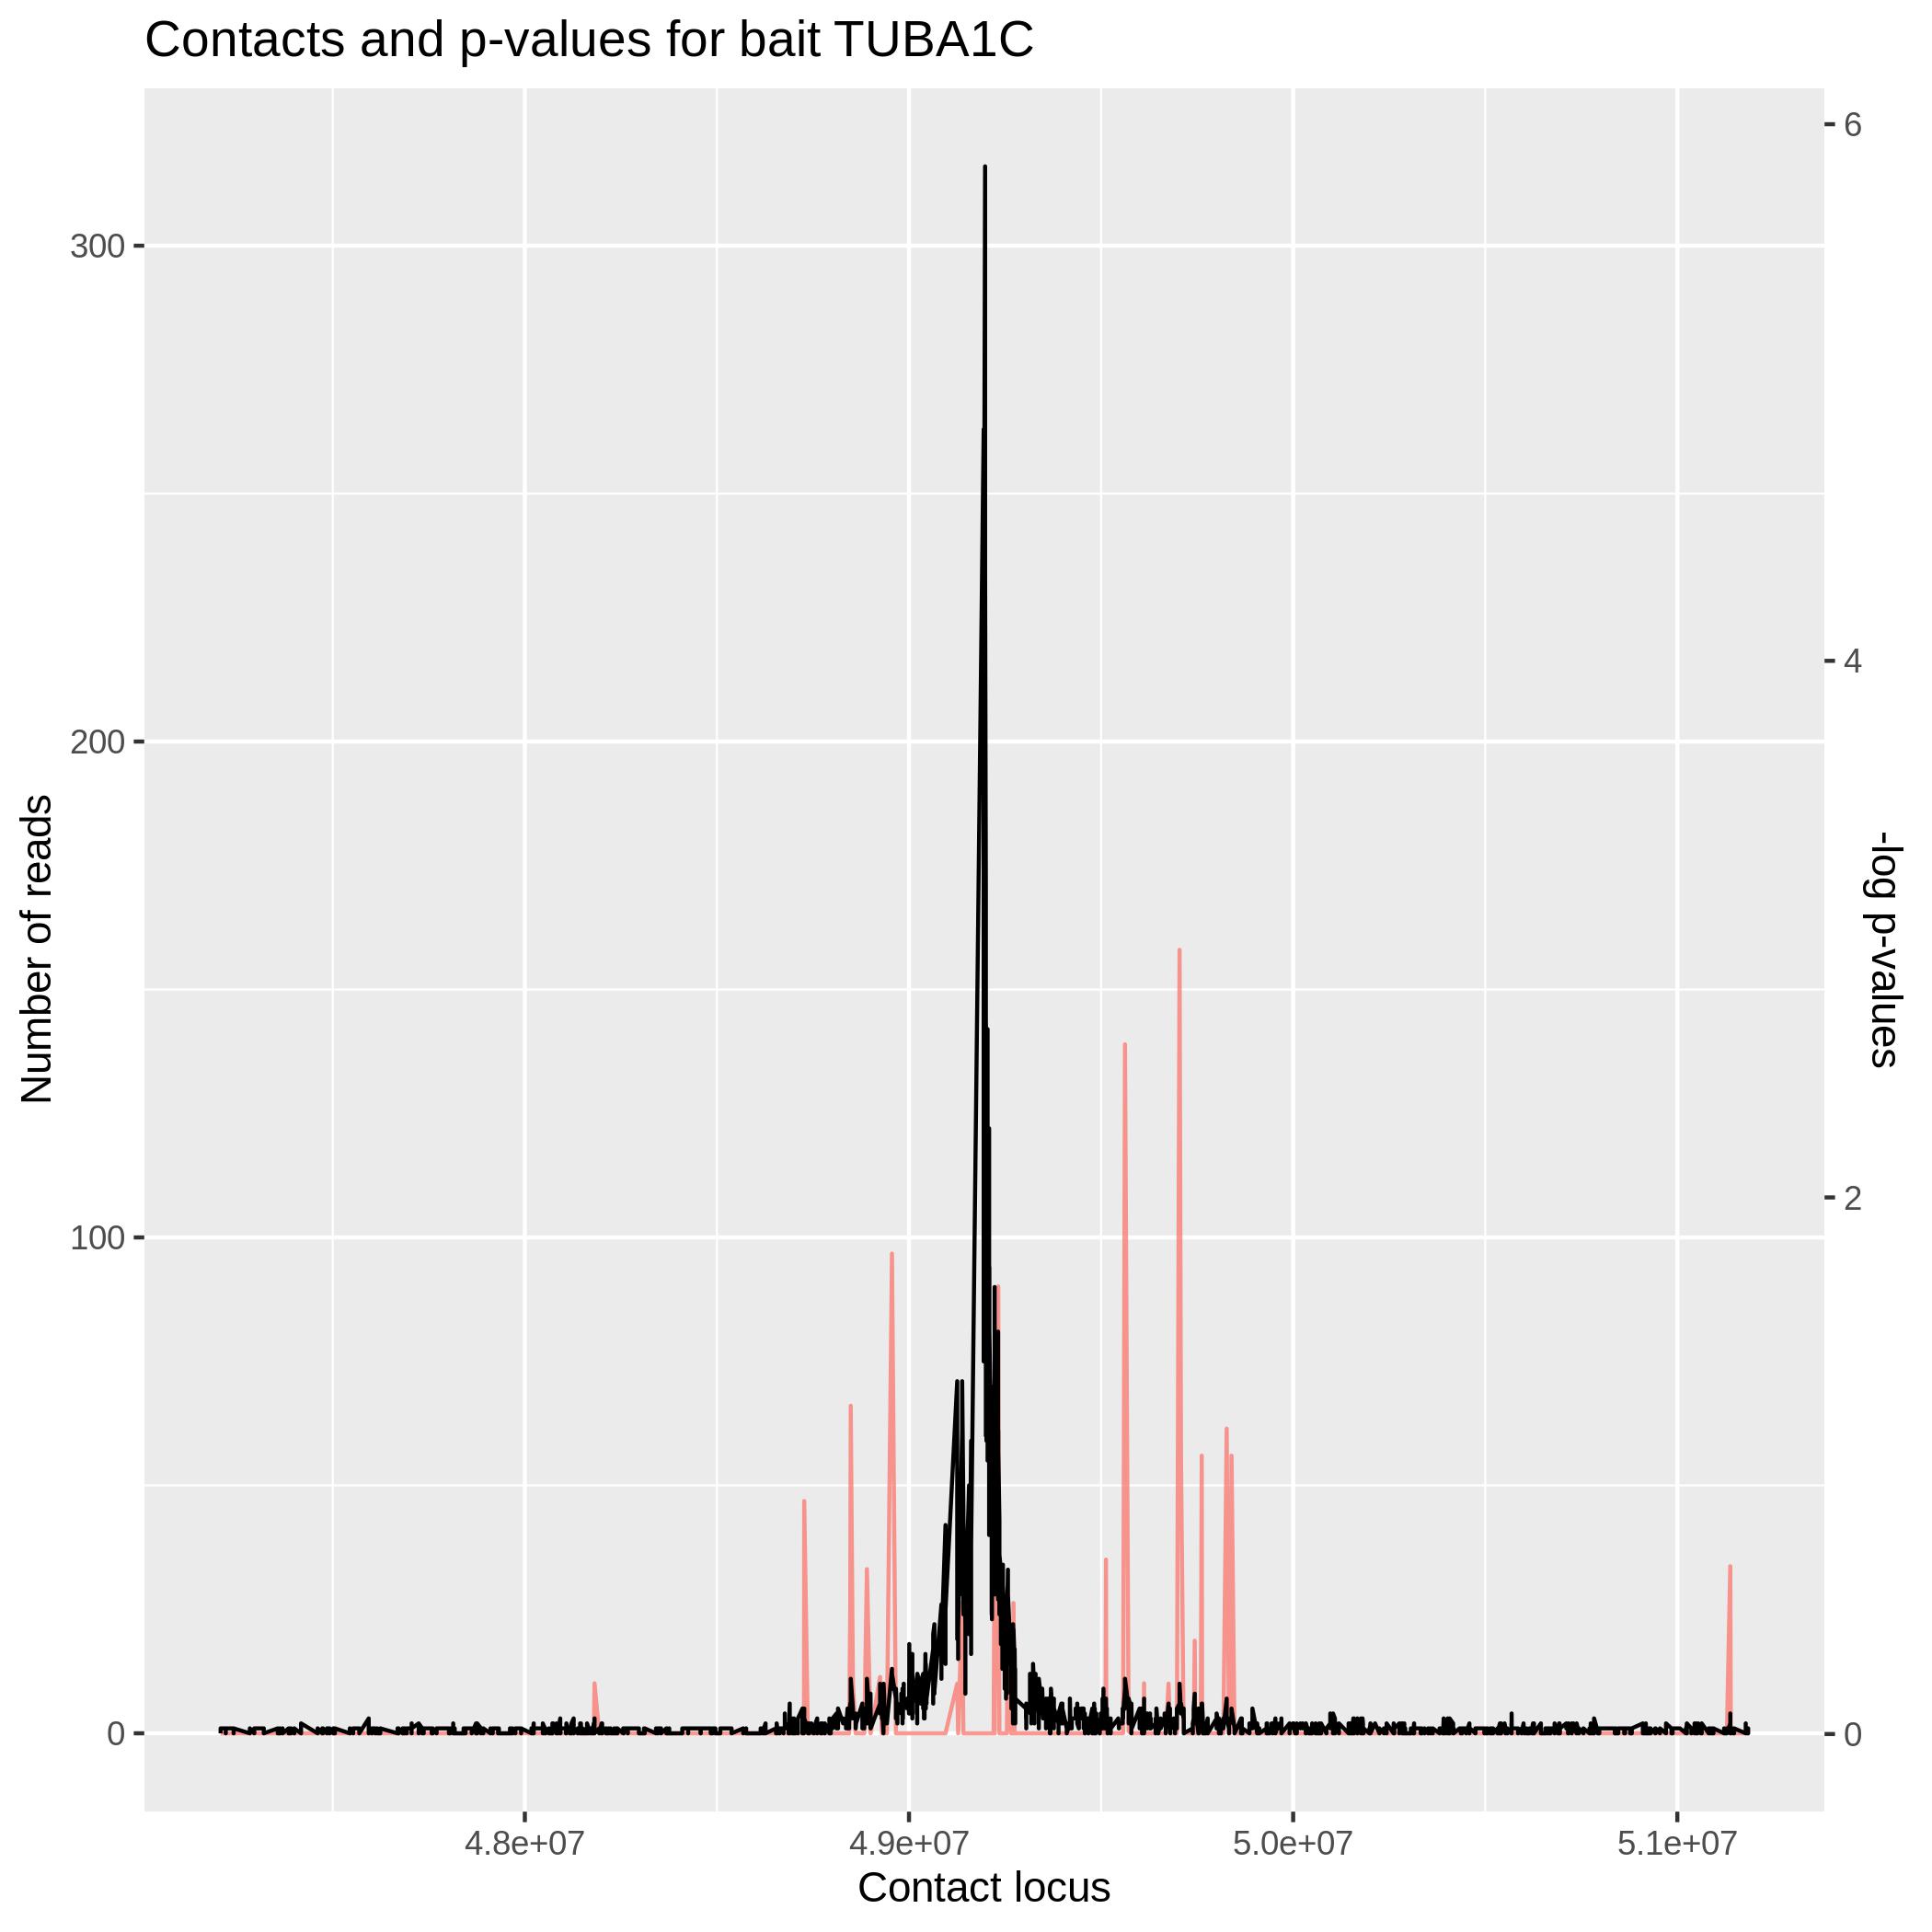 Contacts and p-values for bait TUBA1C
Number of reads
300
200
100
0
6
4
2
0
-log p-values
4.8e+07
4.9e+07
5.0e+07
5.1e+07
Contact locus